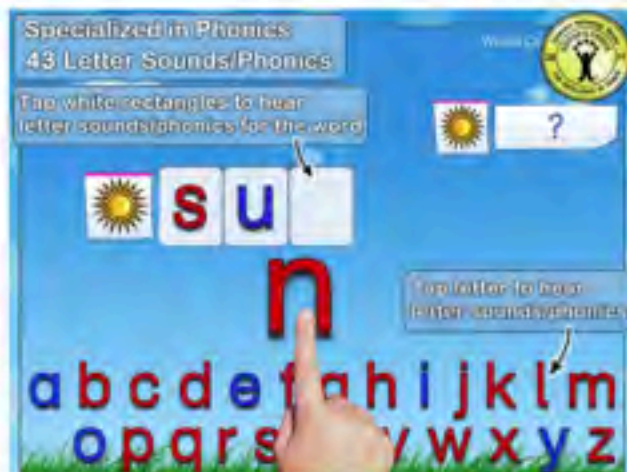 Specialized in Phonics
43 Letter Sounds/Phonics
Tap white rectangles to hear
letter sounds/phonics for the word
?
s u
n
Tap letter to hear
letter sounds/phonics
a b c d e f g h i j k l m
o p q r s v w x y z